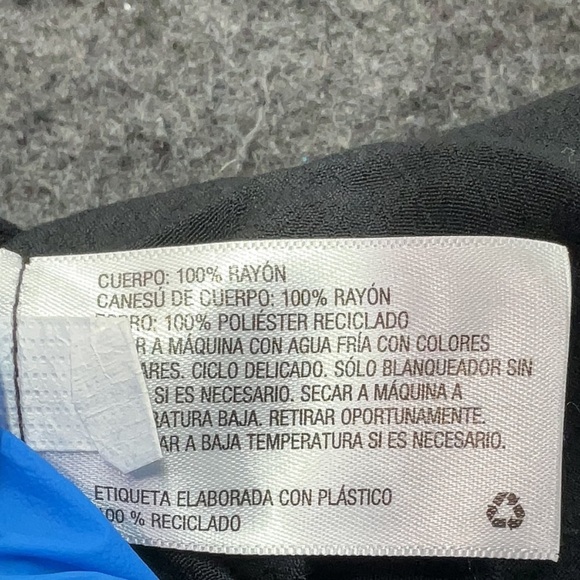 CUERPO: 100% RAYÓN
CANESÚ DE CUERPO: 100% RAYÓN
100% POLIÉSTER RECICLADO
A MÁQUINA CON AGUA FRÍA CON COLORES
CICLO DELICADO. SÓLO BLANQUEADOR SIN
SI ES NECESARIO. SECAR A MÁQUINA A
BAJA. RETIRAR OPORTUNAMENTE.
A BAJA TEMPERATURA SI ES NECESARIO.
ETIQUETA ELABORADA CON PLÁSTICO
100 % RECICLADO